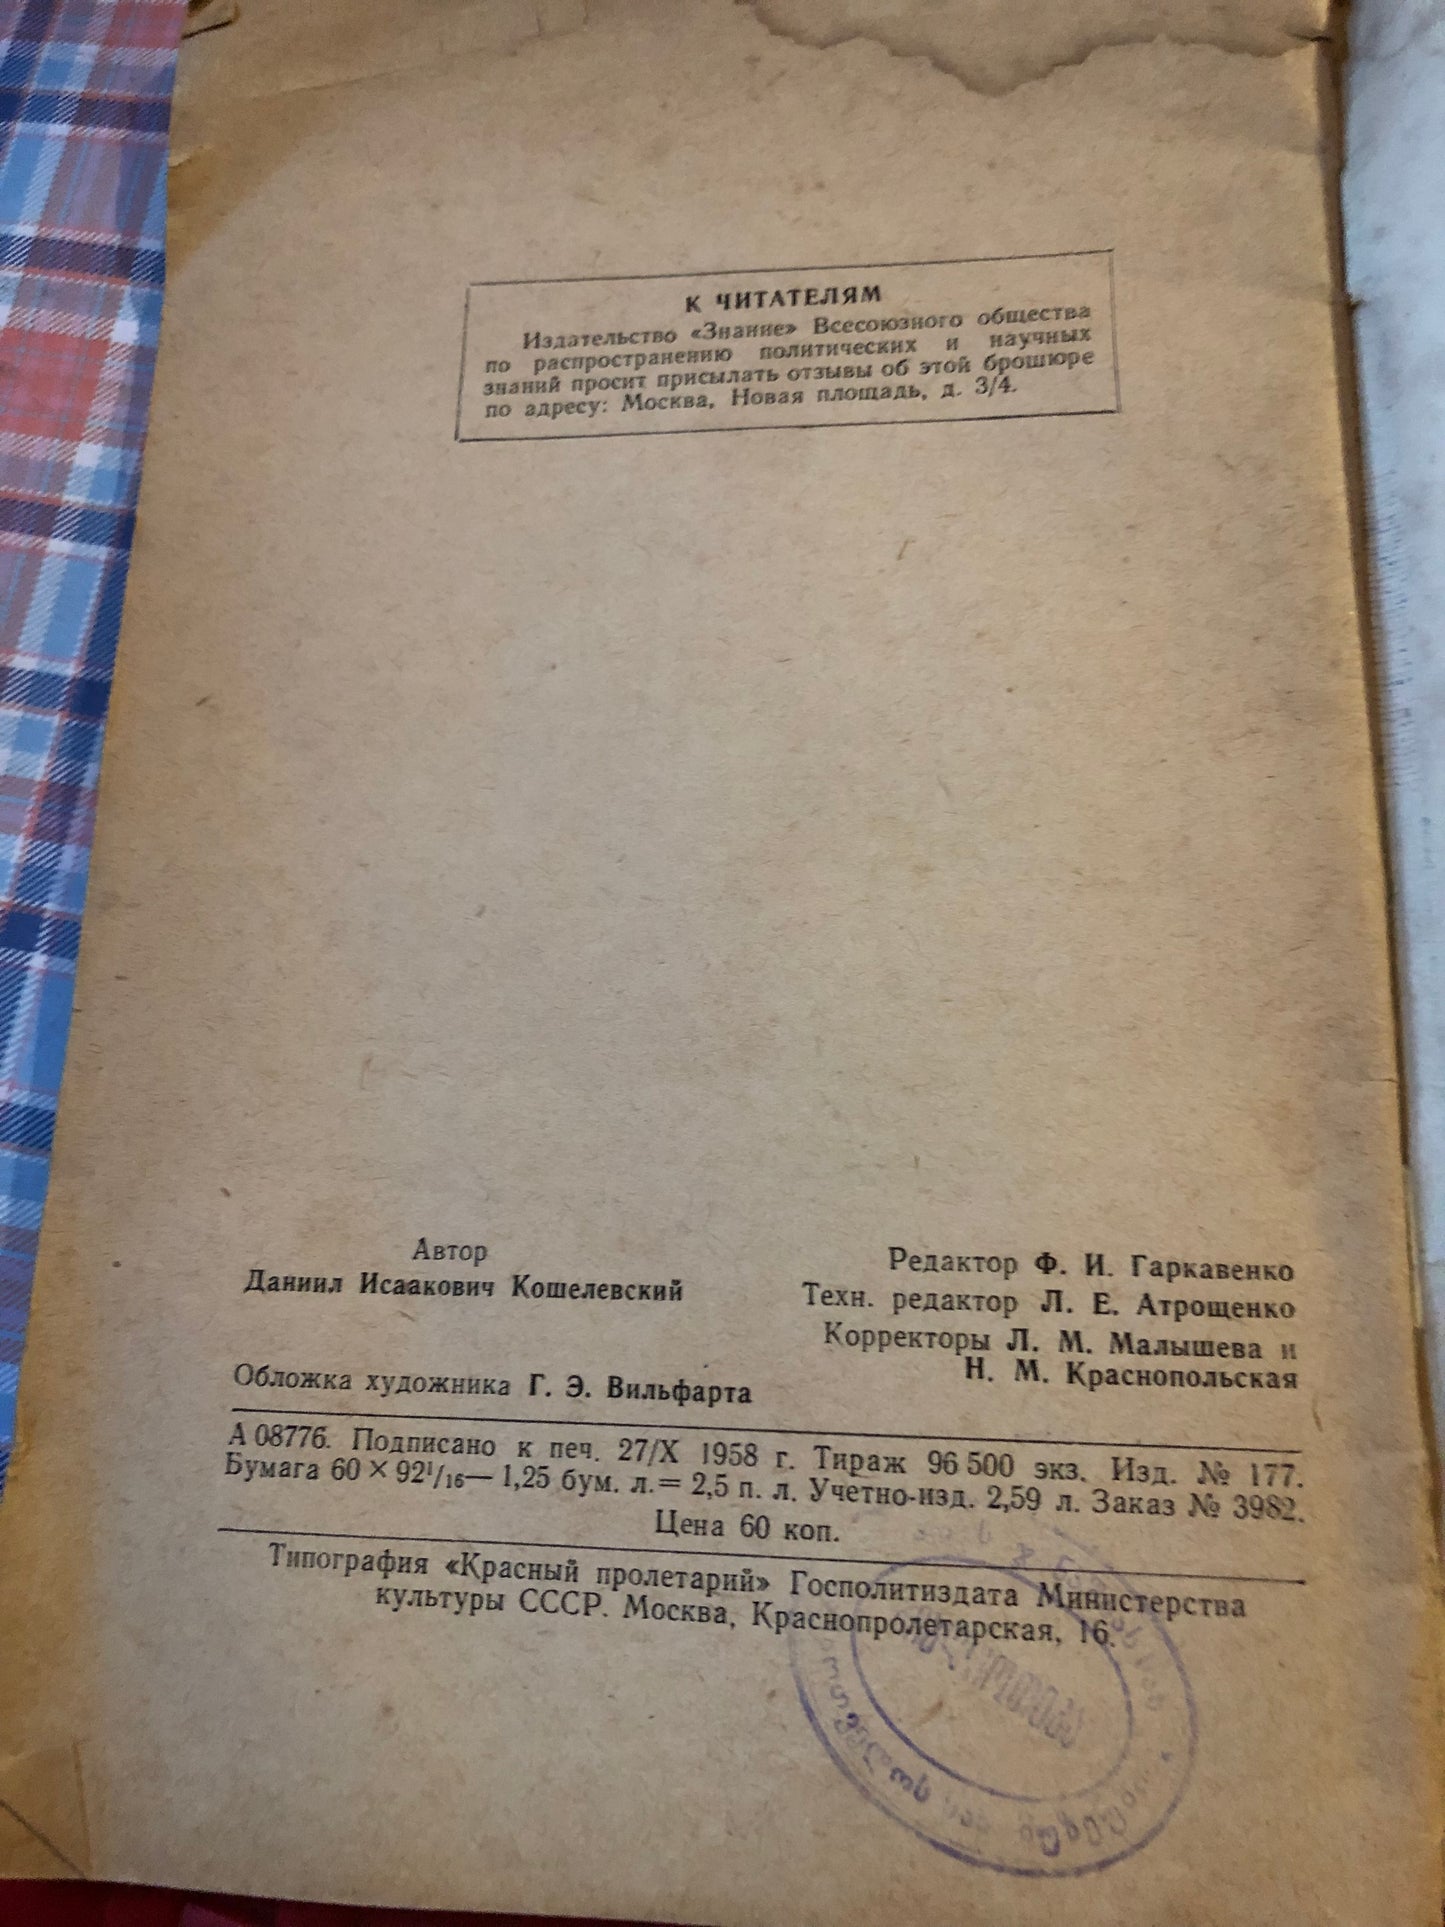 К ЧИТАТЕЛЯМ
Издательство «Знание» Всесоюзного общества
по распространению политических и научных
знаний просит присылать отзывы об этой брошюре
по адресу: Москва, Новая площадь, д. 3/4.
Автор
Даниил Исаакович Кошелевский
Обложка художника Г. Э. Вильфарта
Редактор Ф. И. Гаркавенко
Техн. редактор Л. Е. Атрощенко
Корректоры Л. М. Малышева и
Н. М. Краснопольская
А 08776. Подписано к печ. 27/X 1958 г. Тираж 96 500 экз. Изд. № 177.
Бумага 60 × 92¹/₁₆— 1,25 бум. л.= 2,5 п. л. Учетно-изд. 2,59 л. Заказ № 3982.
Цена 60 коп.
Типография «Красный пролетарий» Госполитиздата Министерства
культуры СССР. Москва, Краснопролетарская, 16.